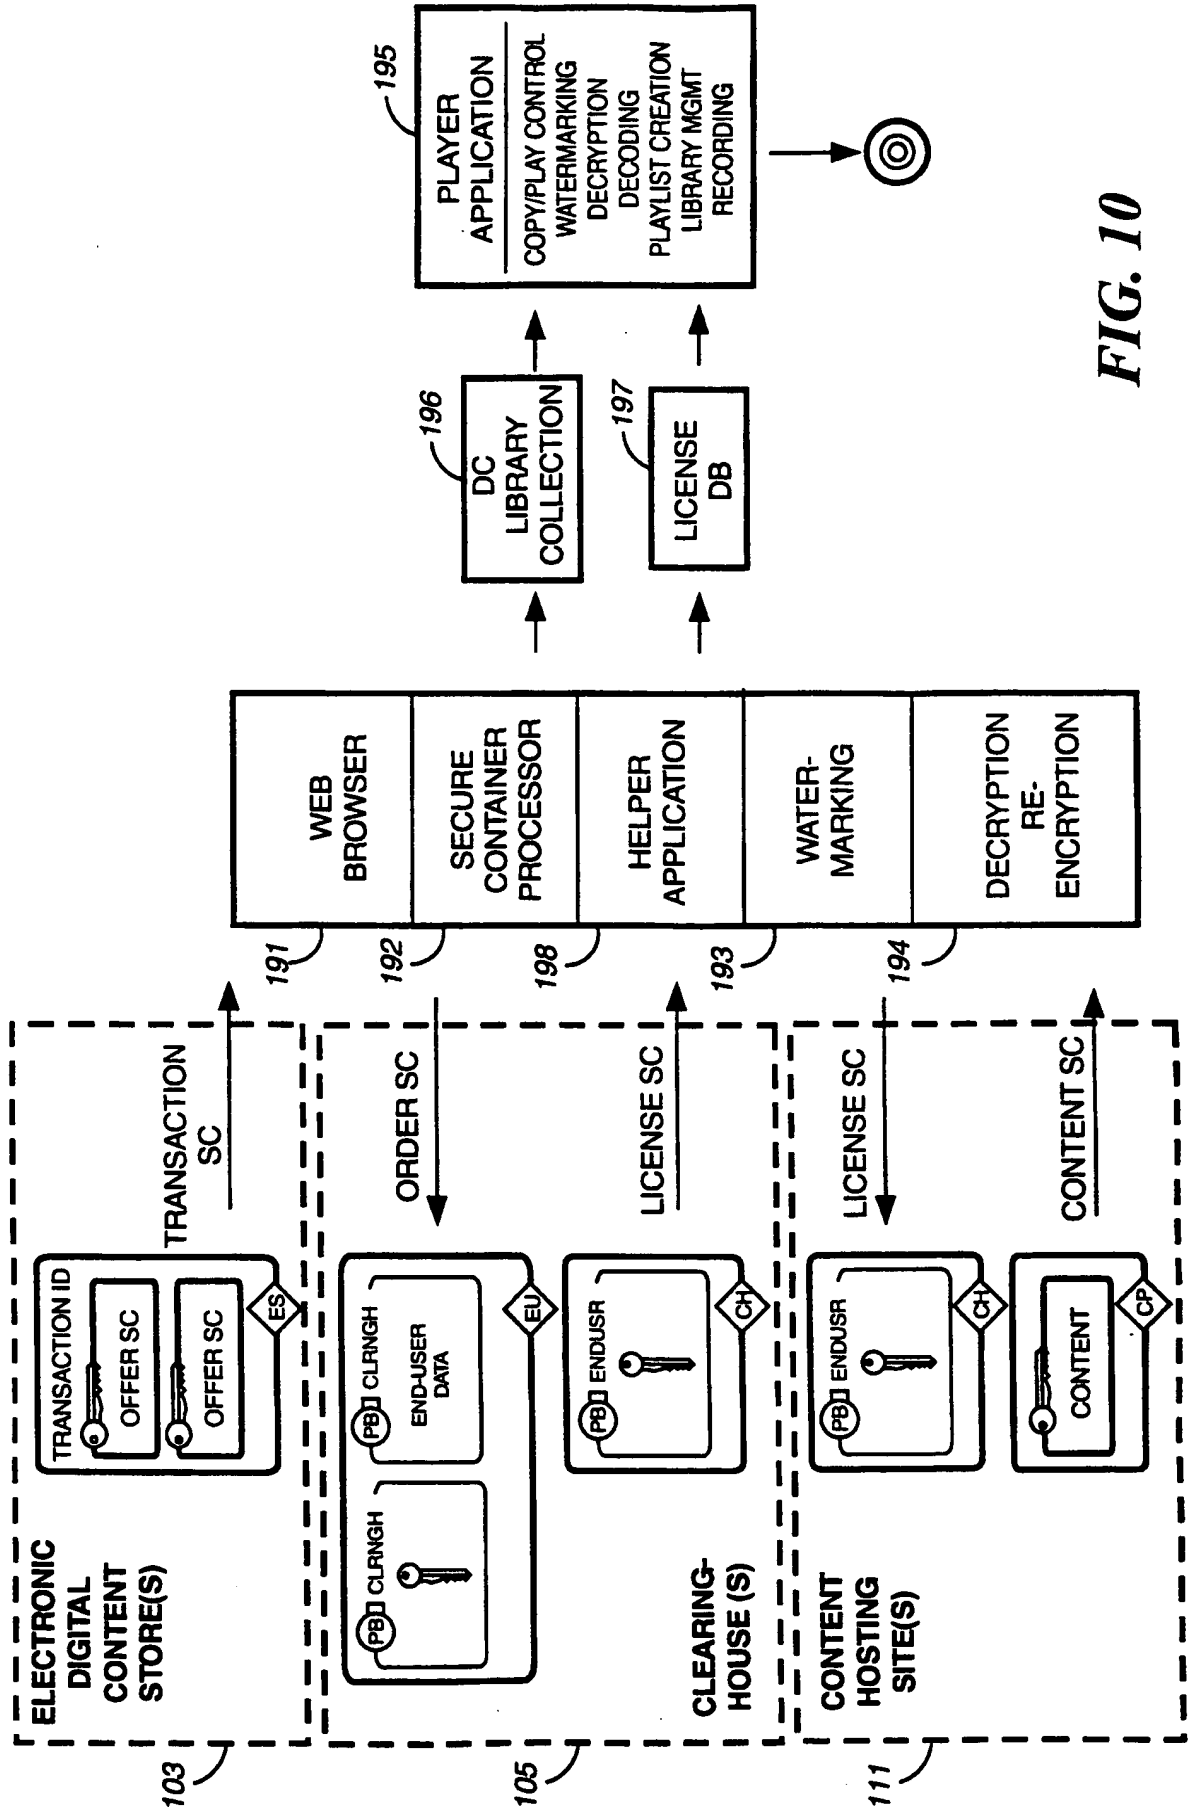 195
PLAYER
APPLICATION
COPY/PLAY CONTROL
WATERMARKING
DECRYPTION
DECODING
PLAYLIST CREATION
LIBRARY MGMT
RECORDING
196
DC
LIBRARY
COLLECTION
197
LICENSE
DB
191
WEB
BROWSER
192
SECURE
CONTAINER
PROCESSOR
198
HELPER
APPLICATION
193
WATER-
MARKING
194
DECRYPTION
RE-
ENCRYPTION
103
ELECTRONIC
DIGITAL
CONTENT
STORE(S)
TRANSACTION ID
OFFER SC
OFFER SC
ES
TRANSACTION
SC
105
CLEARING-
HOUSE (S)
PB CLRNGH
PB CLRNGH
END-USER
DATA
EU
ORDER SC
PB ENDUSR
CH
LICENSE SC
111
CONTENT
HOSTING
SITE(S)
PB ENDUSR
CH
LICENSE SC
CONTENT
CP
CONTENT SC
FIG. 10